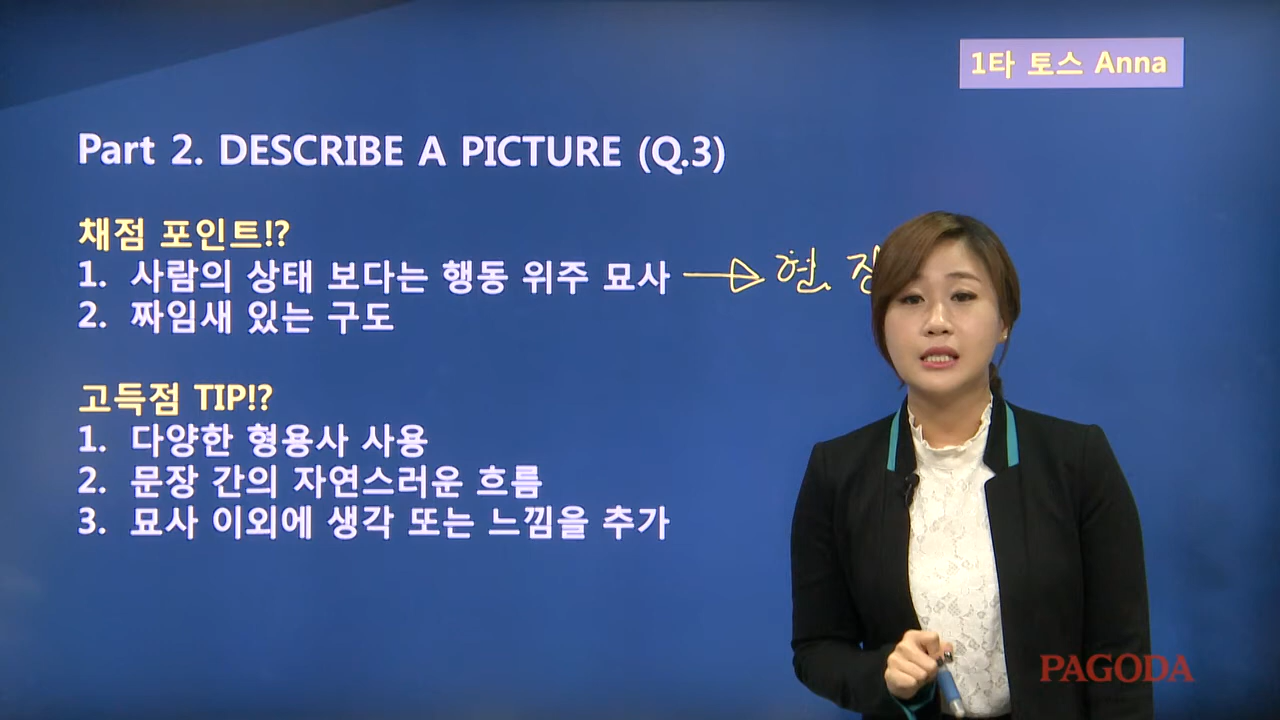 1타 토스 Anna
Part 2. DESCRIBE A PICTURE (Q.3)
채점 포인트!?
1. 사람의 상태 보다는 행동 위주 묘사 → 현
2. 짜임새 있는 구도
고득점 TIP!?
1. 다양한 형용사 사용
2. 문장 간의 자연스러운 흐름
3. 묘사 이외에 생각 또는 느낌을 추가
PAGODA